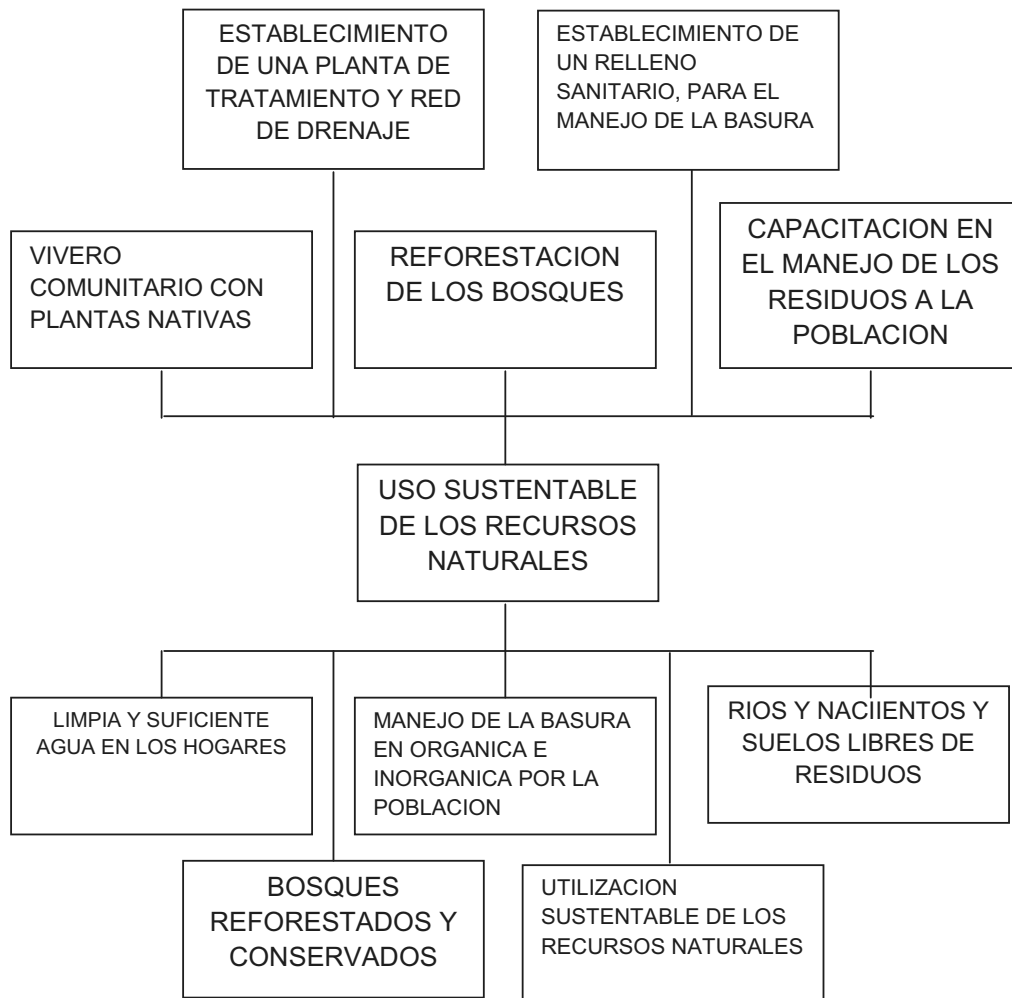 ESTABLECIMIENTO
DE UNA PLANTA DE
TRATAMIENTO Y RED
DE DRENAJE
ESTABLECIMIENTO DE
UN RELLENO
SANITARIO, PARA EL
MANEJO DE LA BASURA
VIVERO
COMUNITARIO CON
PLANTAS NATIVAS
REFORESTACION
DE LOS BOSQUES
CAPACITACION EN
EL MANEJO DE LOS
RESIDUOS A LA
POBLACION
USO SUSTENTABLE
DE LOS RECURSOS
NATURALES
LIMPIA Y SUFICIENTE
AGUA EN LOS HOGARES
MANEJO DE LA BASURA
EN ORGANICA E
INORGANICA POR LA
POBLACION
RIOS Y NACIIENTOS Y
SUELOS LIBRES DE
RESIDUOS
BOSQUES
REFORESTADOS Y
CONSERVADOS
UTILIZACION
SUSTENTABLE DE LOS
RECURSOS NATURALES